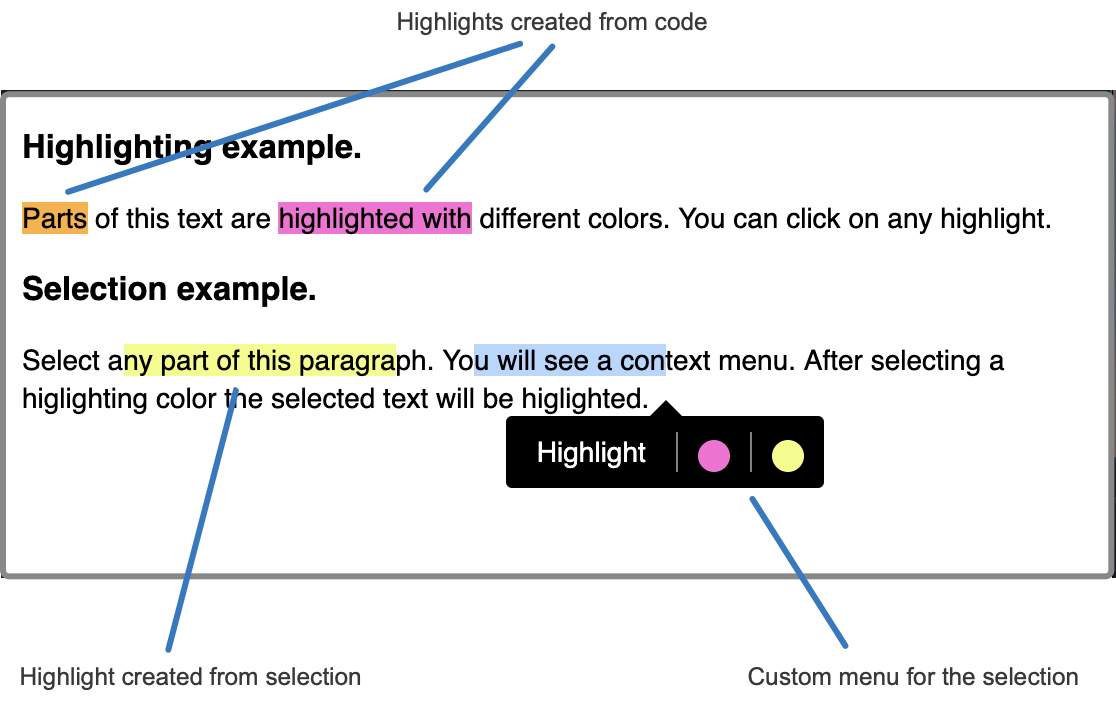 Highlights created from code
Highlighting example.
Parts of this text are highlighted with different colors. You can click on any highlight.
Selection example.
Select any part of this paragraph. You will see a context menu. After selecting a
higlighting color the selected text will be higlighted.
Highlight
Highlight created from selection
Custom menu for the selection